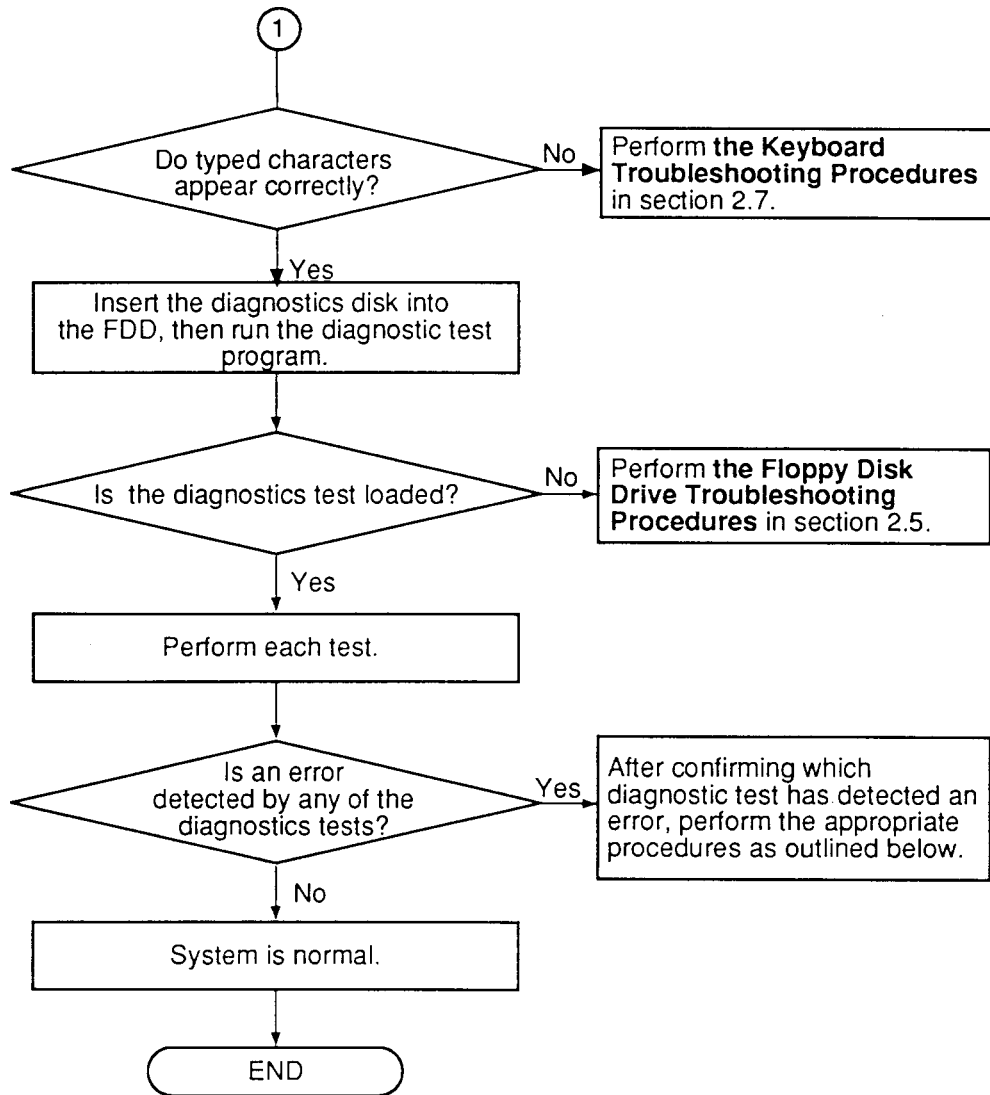 1
Do typed characters
appear correctly?
No
Perform the Keyboard
Troubleshooting Procedures
in section 2.7.
Yes
Insert the diagnostics disk into
the FDD, then run the diagnostic test
program.
Is the diagnostics test loaded?
No
Perform the Floppy Disk
Drive Troubleshooting
Procedures in section 2.5.
Yes
Perform each test.
Is an error
detected by any of the
diagnostics tests?
Yes
After confirming which
diagnostic test has detected an
error, perform the appropriate
procedures as outlined below.
No
System is normal.
END